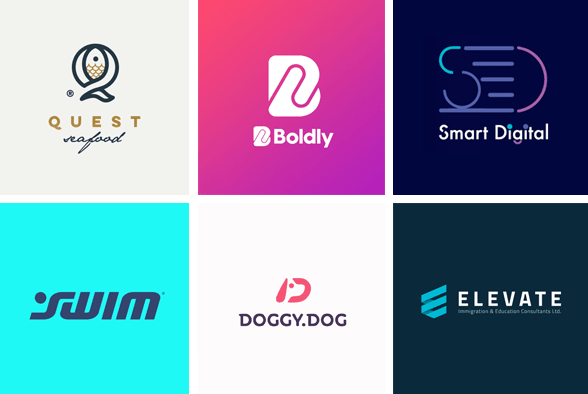 ®
QUEST
seafood
Boldly
Smart Digital
SWIM
DOGGY.DOG
ELEVATE
Immigration & Education Consultants Ltd.